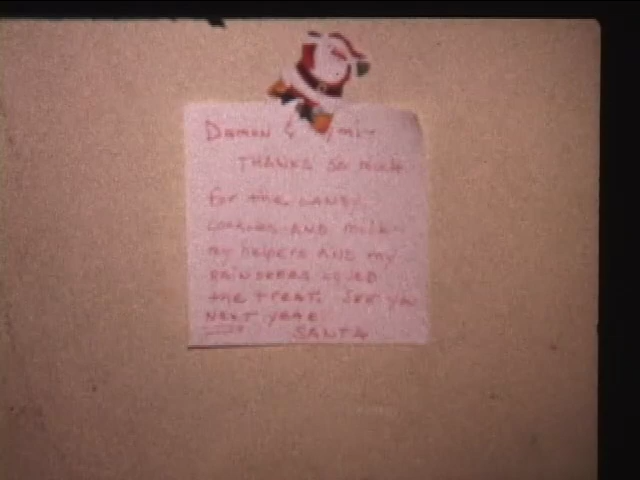 Damon &
THANKS SO much
for the CANDY
COOKIES AND milk
my helpers AND my
RAINDEERS LOVED
the treat. SEE YOU
NEXT YEAR
SANTA